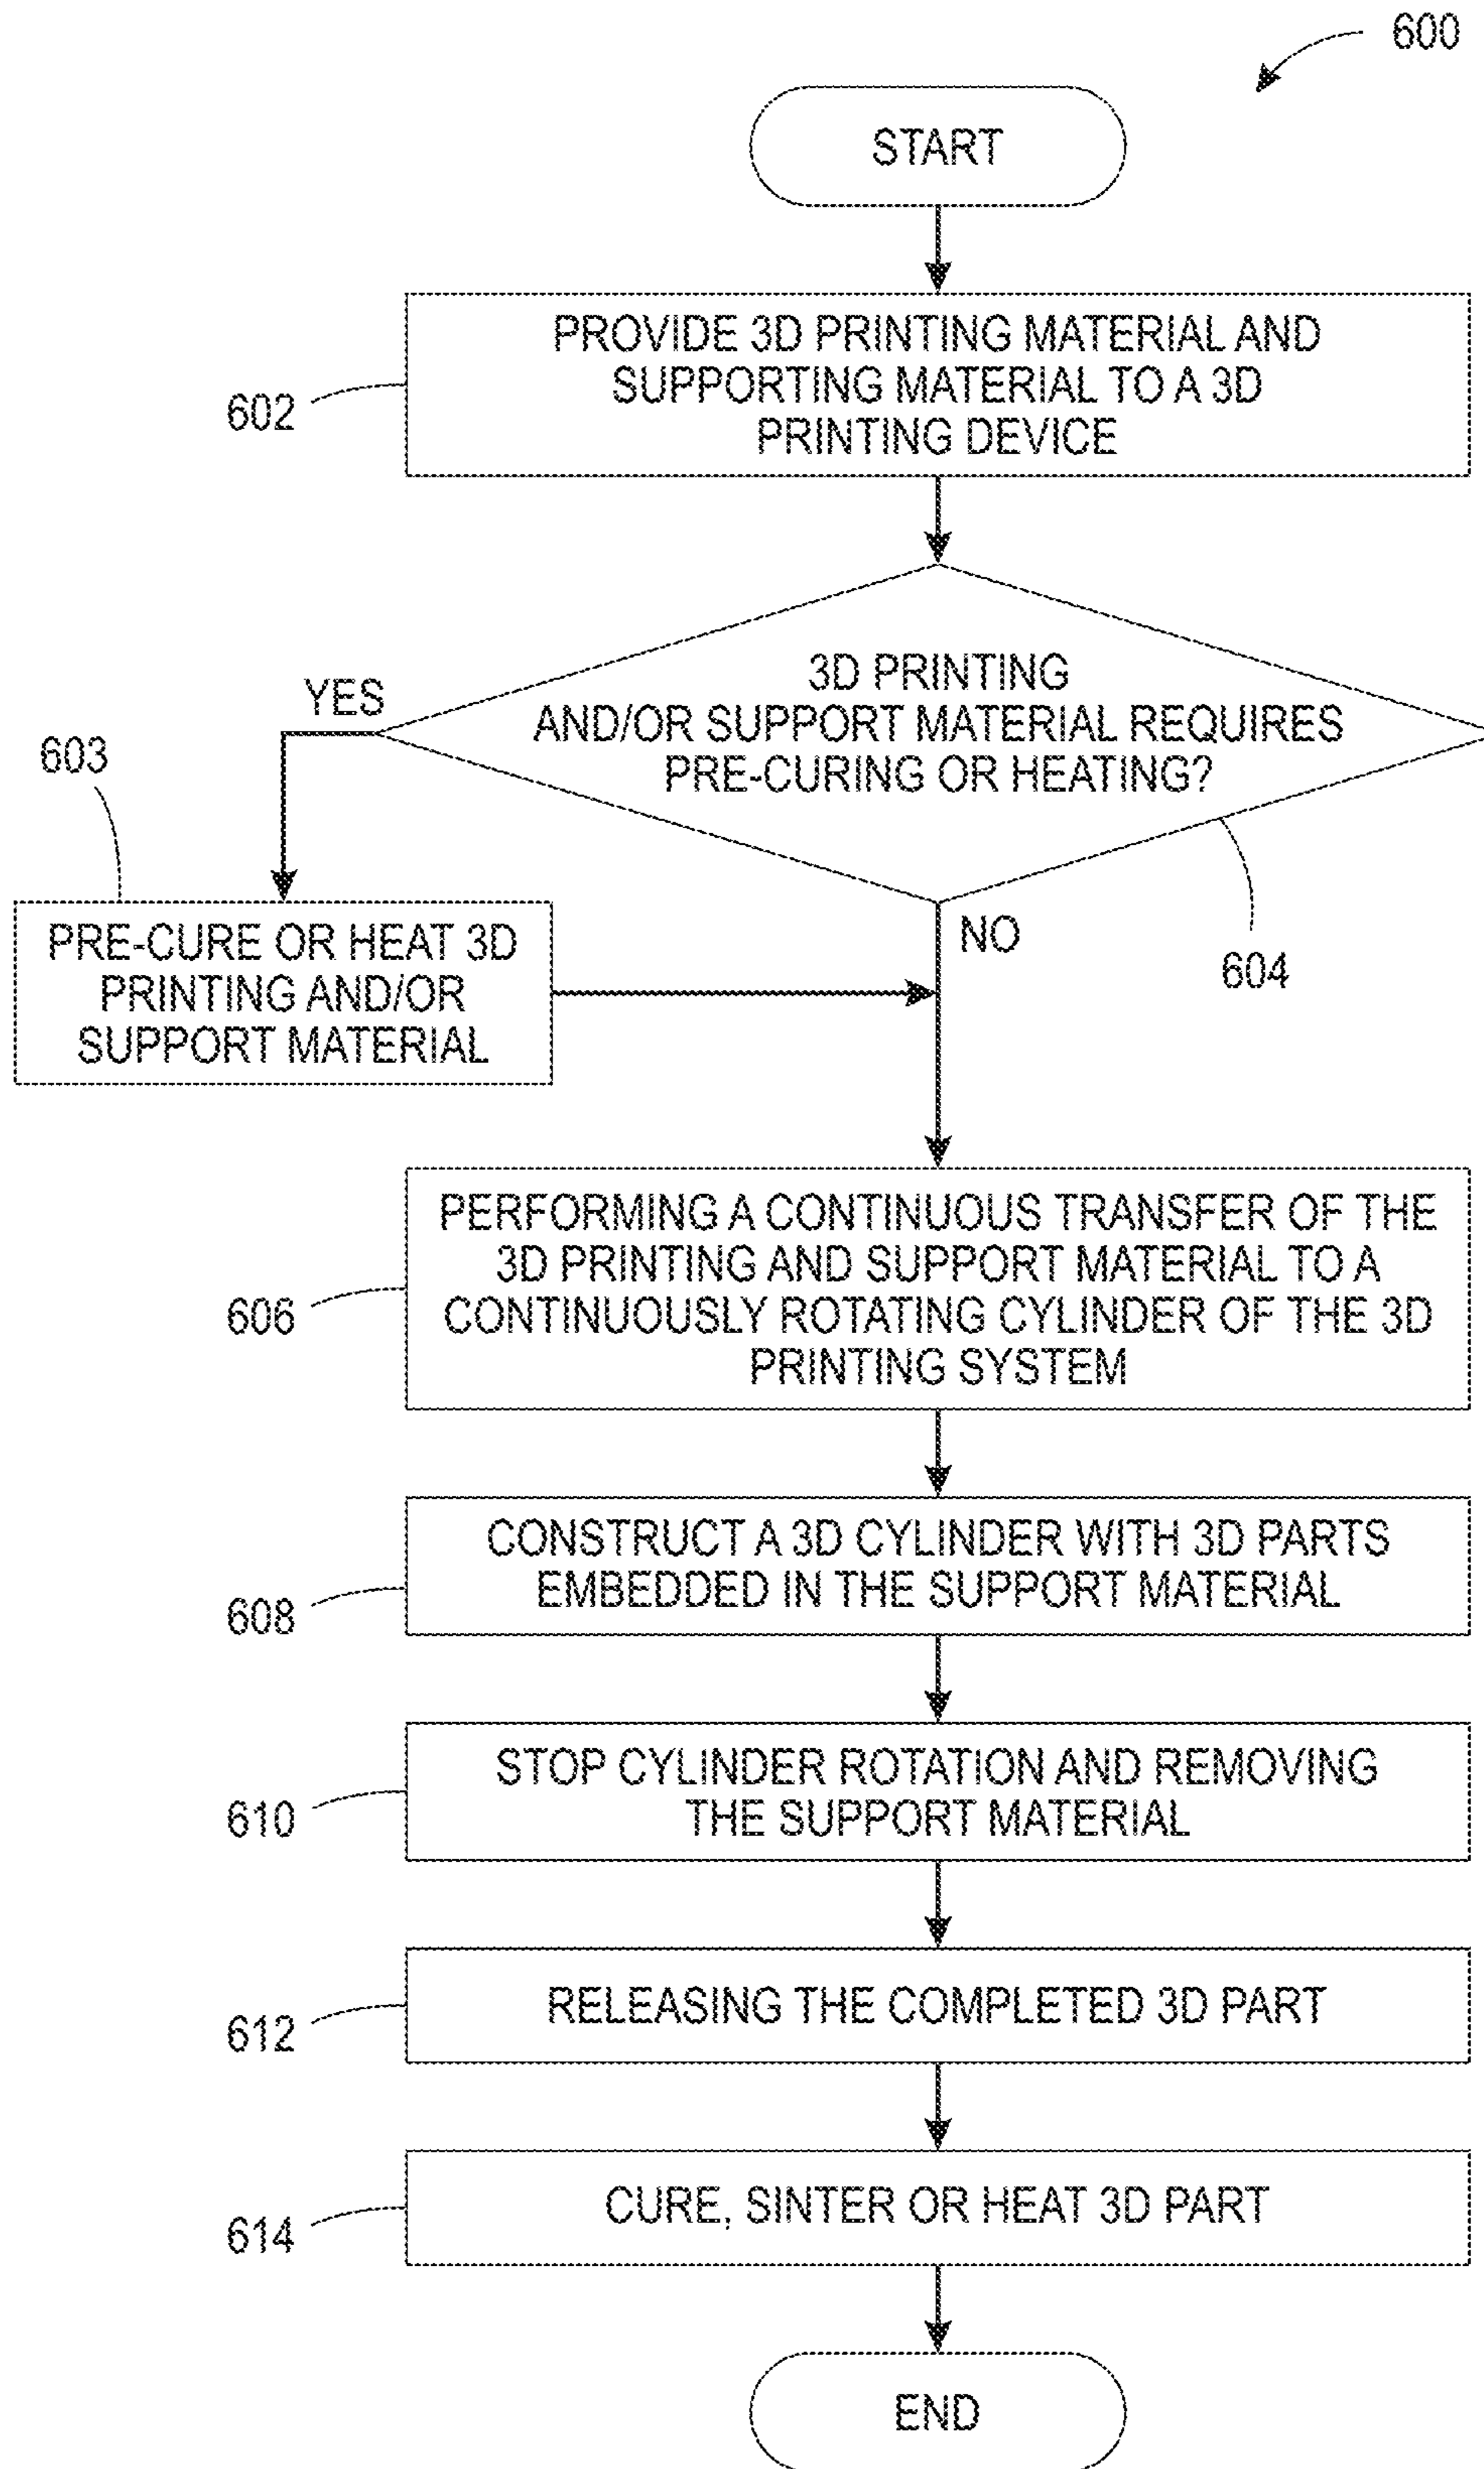 600
START
PROVIDE 3D PRINTING MATERIAL AND
SUPPORTING MATERIAL TO A 3D
PRINTING DEVICE
602
3D PRINTING
AND/OR SUPPORT MATERIAL REQUIRES
PRE-CURING OR HEATING?
YES
603
604
NO
PRE-CURE OR HEAT 3D
PRINTING AND/OR
SUPPORT MATERIAL
PERFORMING A CONTINUOUS TRANSFER OF THE
3D PRINTING AND SUPPORT MATERIAL TO A
CONTINUOUSLY ROTATING CYLINDER OF THE 3D
PRINTING SYSTEM
606
CONSTRUCT A 3D CYLINDER WITH 3D PARTS
EMBEDDED IN THE SUPPORT MATERIAL
608
STOP CYLINDER ROTATION AND REMOVING
THE SUPPORT MATERIAL
610
RELEASING THE COMPLETED 3D PART
612
CURE, SINTER OR HEAT 3D PART
614
END